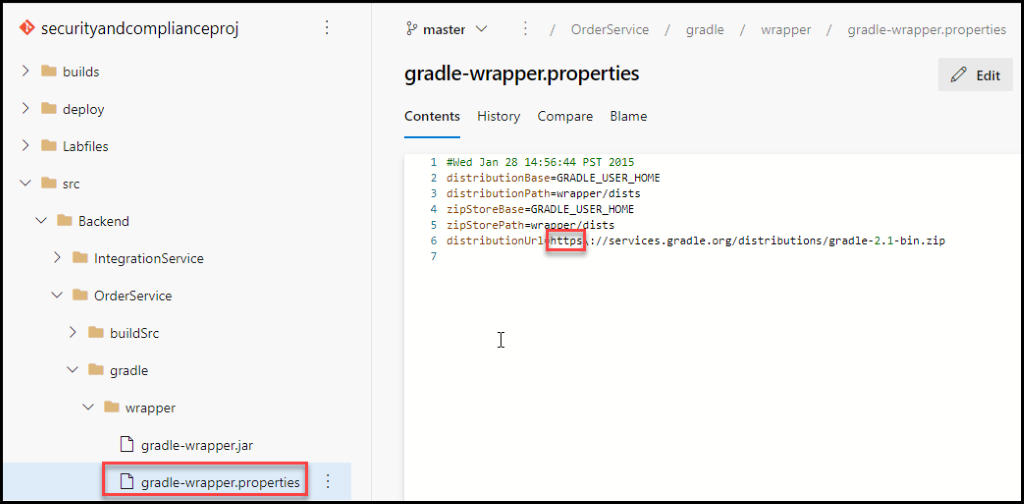 securityandcomplianceproj
builds
deploy
Labfiles
src
Backend
IntegrationService
OrderService
buildSrc
gradle
wrapper
gradle-wrapper.jar
gradle-wrapper.properties
master / OrderService / gradle / wrapper / gradle-wrapper.properties
gradle-wrapper.properties
Edit
Contents History Compare Blame
1 #Wed Jan 28 14:56:44 PST 2015
2 distributionBase=GRADLE_USER_HOME
3 distributionPath=wrapper/dists
4 zipStoreBase=GRADLE_USER_HOME
5 zipStorePath=wrapper/dists
6 distributionUrl=https\://services.gradle.org/distributions/gradle-2.1-bin.zip
7